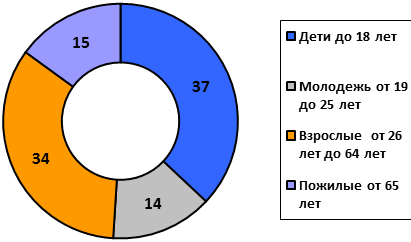 15
37
34
14
Дети до 18 лет
Молодежь от 19
до 25 лет
Взрослые от 26
лет до 64 лет
Пожилые от 65
лет